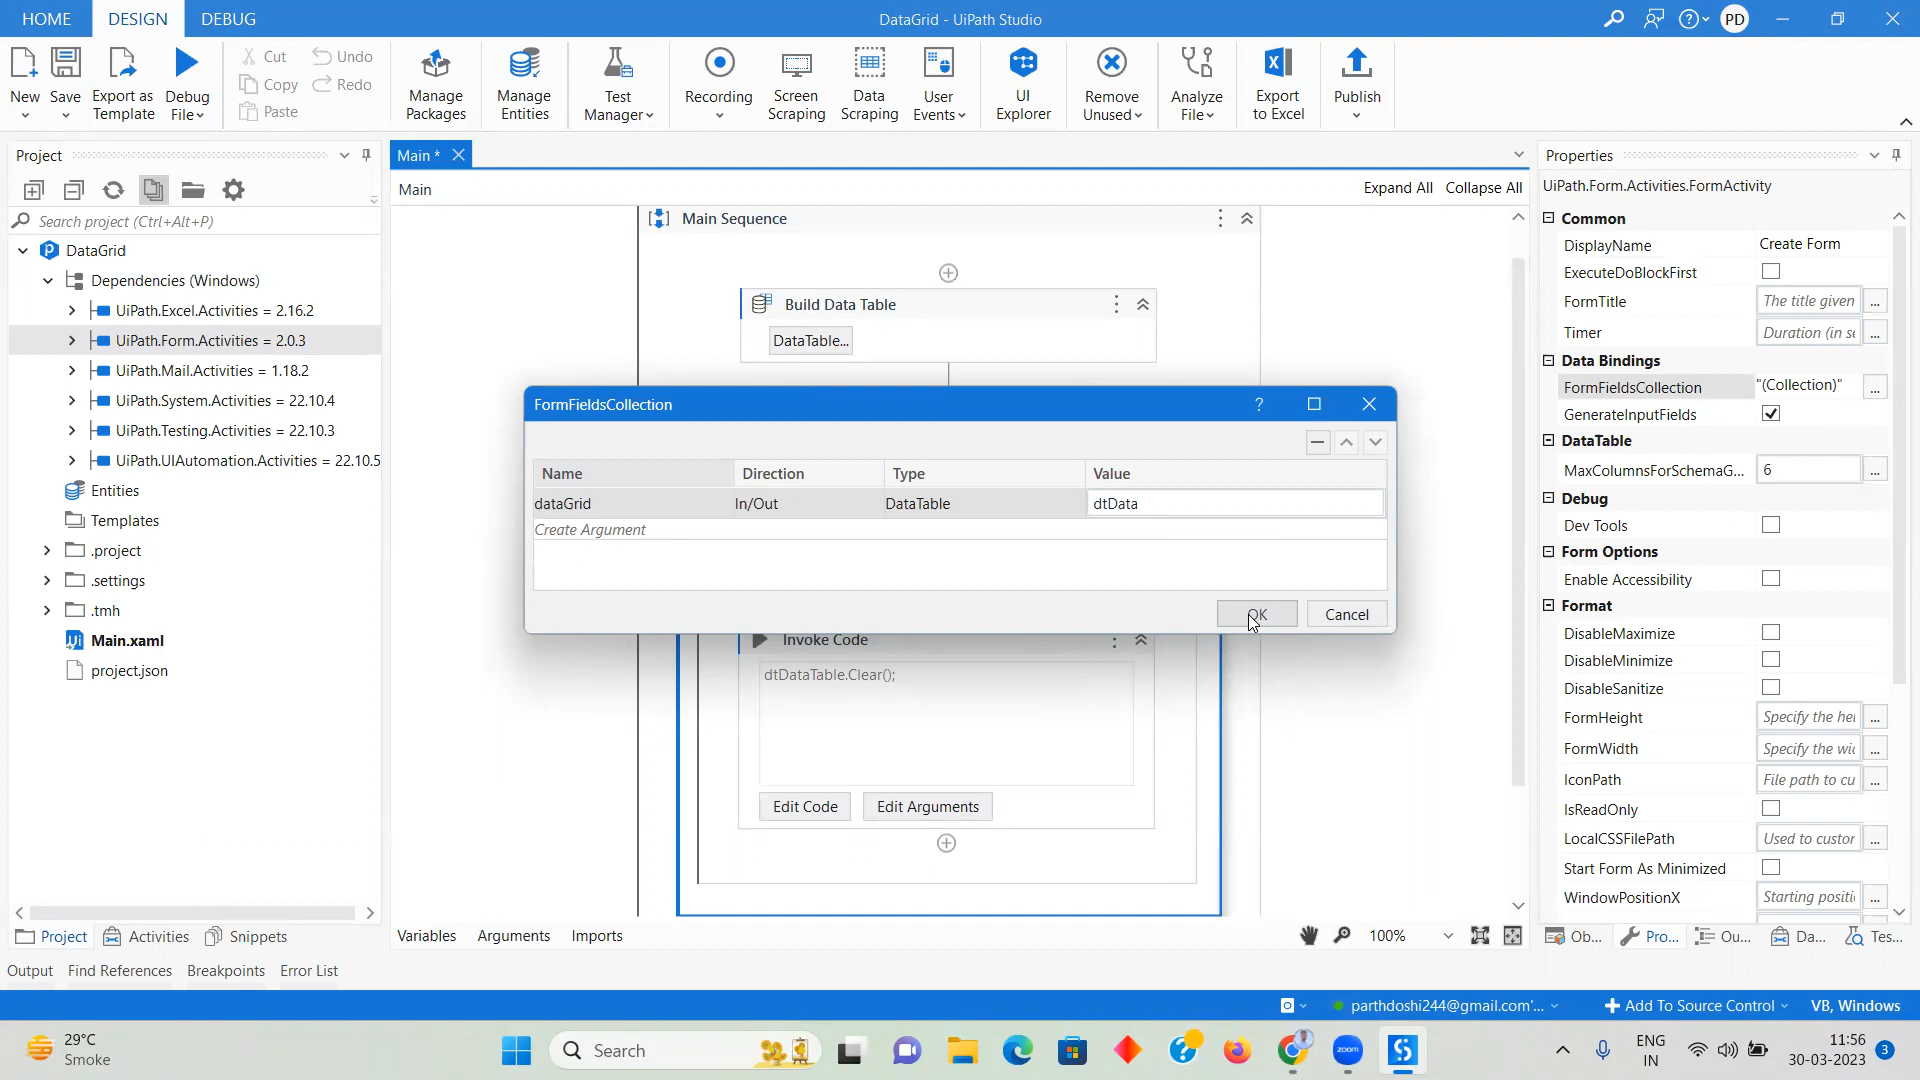 HOME DESIGN DEBUG DataGrid - UiPath Studio PD
New Save Export as Template Debug File Cut Copy Paste Undo Redo Manage Packages Manage Entities Test Manager Recording Screen Scraping Data Scraping User Events UI Explorer Remove Unused Analyze File Export to Excel Publish
Project
Search project (Ctrl+Alt+P)
DataGrid
Dependencies (Windows)
UiPath.Excel.Activities = 2.16.2
UiPath.Form.Activities = 2.0.3
UiPath.Mail.Activities = 1.18.2
UiPath.System.Activities = 22.10.4
UiPath.Testing.Activities = 22.10.3
UiPath.UIAutomation.Activities = 22.10.5
Entities
Templates
.project
.settings
.tmh
Main.xaml
project.json
Project Activities Snippets
Main *
Main Expand All Collapse All
Main Sequence
Build Data Table
DataTable...
FormFieldsCollection ?
Name Direction Type Value
dataGrid In/Out DataTable dtData
Create Argument
OK Cancel
Invoke Code
dtDataTable.Clear();
Edit Code Edit Arguments
Variables Arguments Imports 100%
Properties
UiPath.Form.Activities.FormActivity
Common
DisplayName Create Form
ExecuteDoBlockFirst
FormTitle The title given ...
Timer Duration (in se ...
Data Bindings
FormFieldsCollection "(Collection)" ...
GenerateInputFields
DataTable
MaxColumnsForSchemaG... 6 ...
Debug
Dev Tools
Form Options
Enable Accessibility
Format
DisableMaximize
DisableMinimize
DisableSanitize
FormHeight Specify the hei ...
FormWidth Specify the wi ...
IconPath File path to cu ...
IsReadOnly
LocalCSSFilePath Used to custor ...
Start Form As Minimized
WindowPositionX Starting positi ...
Ob... Pro... Ou... Da... Tes...
Output Find References Breakpoints Error List
parthdoshi244@gmail.com'... Add To Source Control VB, Windows
29°C
Smoke
Search
zoom
ENG
IN
11:56
30-03-2023
3